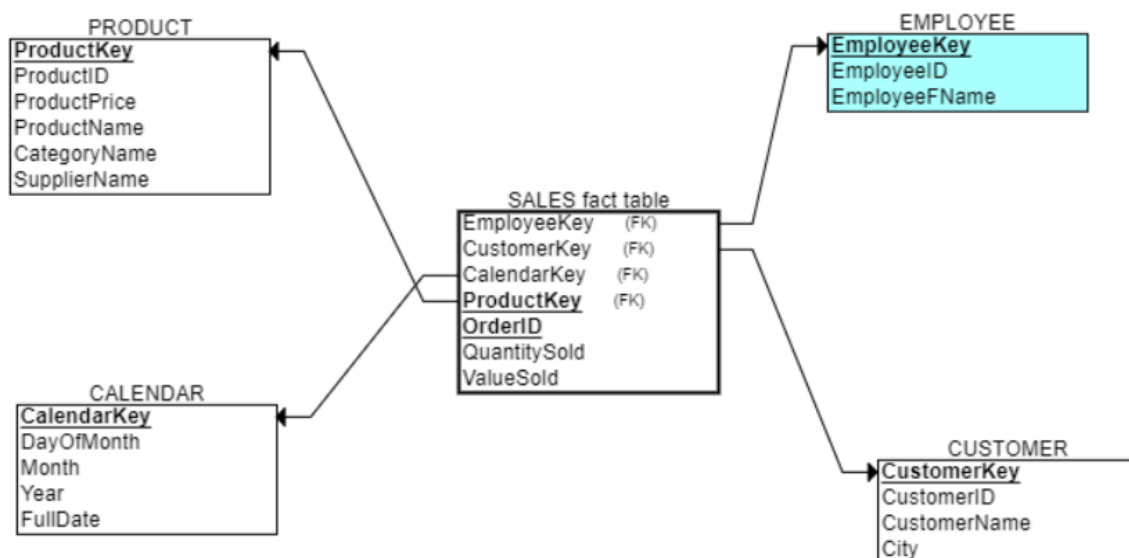 PRODUCT
ProductKey
ProductID
ProductPrice
ProductName
CategoryName
SupplierName
EMPLOYEE
EmployeeKey
EmployeeID
EmployeeFName
SALES fact table
EmployeeKey (FK)
CustomerKey (FK)
CalendarKey (FK)
ProductKey (FK)
OrderID
QuantitySold
ValueSold
CALENDAR
CalendarKey
DayOfMonth
Month
Year
FullDate
CUSTOMER
CustomerKey
CustomerID
CustomerName
City